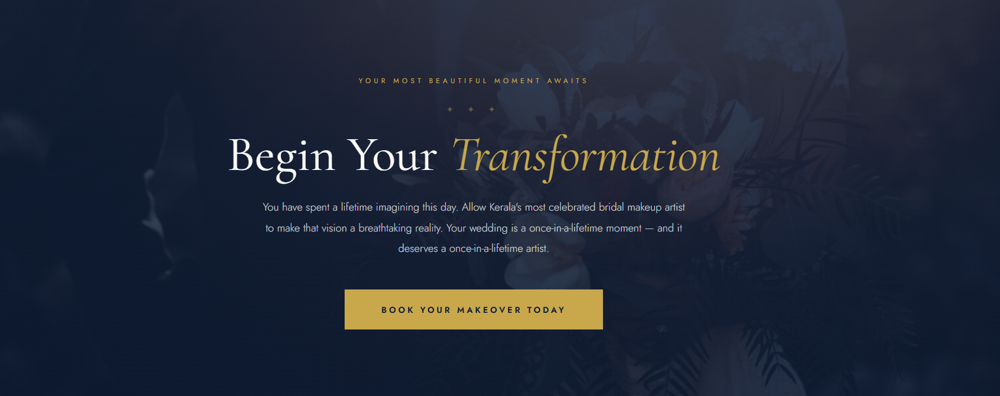 YOUR MOST BEAUTIFUL MOMENT AWAITS
Begin Your Transformation
You have spent a lifetime imagining this day. Allow Kerala's most celebrated bridal makeup artist
to make that vision a breathtaking reality. Your wedding is a once-in-a-lifetime moment — and it
deserves a once-in-a-lifetime artist.
BOOK YOUR MAKEOVER TODAY